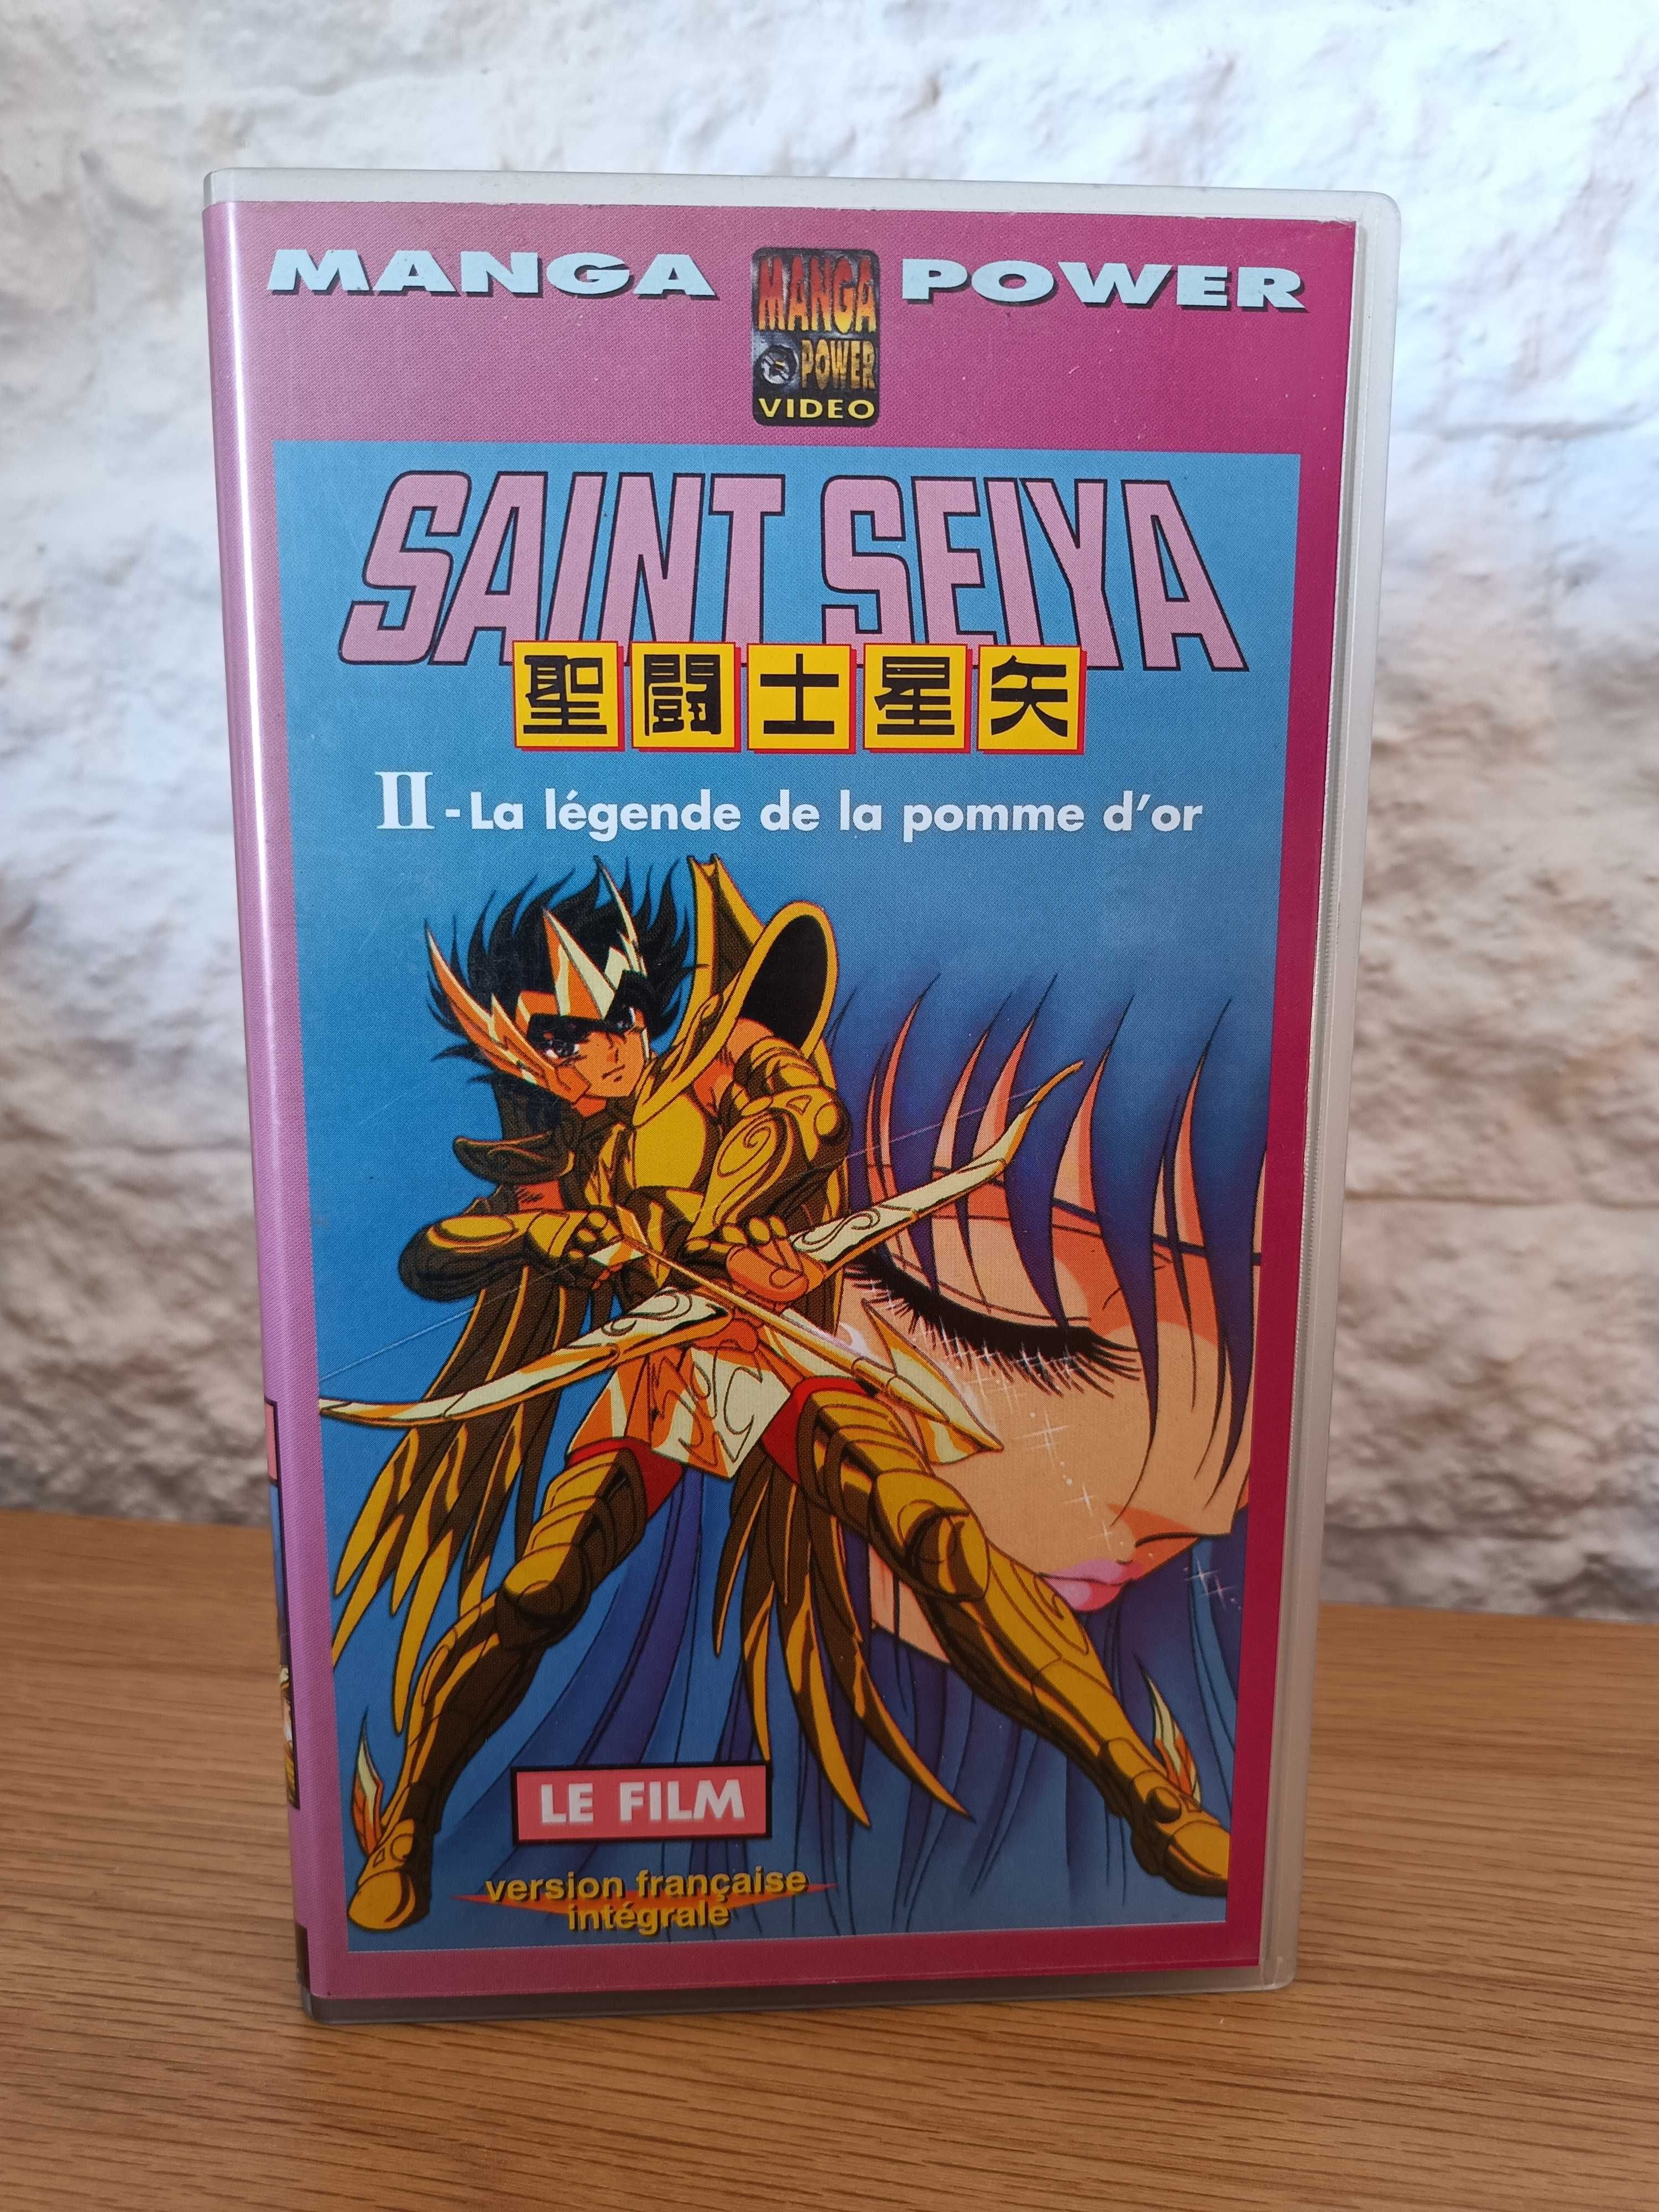 MANGA POWER
MANGA
POWER
VIDEO
SAINT SEIYA
聖闘士星矢
II - La légende de la pomme d'or
LE FILM
version française
intégrale